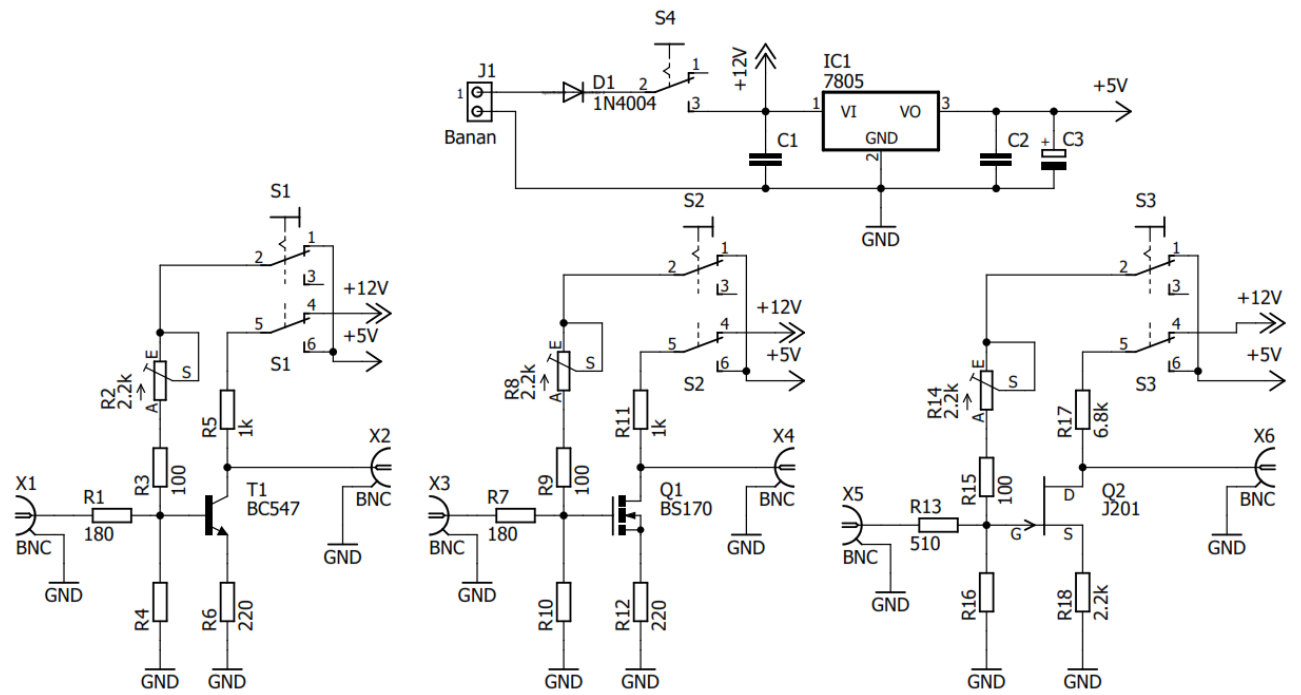 S4
J1
1
Banan
D1
1N4004
2
1
3
+12V
IC1
7805
1
VI
VO
3
GND
2
C1
C2
+
C3
+5V
GND
S1
2
1
3
5
4
6
+12V
+5V
S1
R2
2.2k
E
S
A
R5
1k
R3
100
X1
BNC
GND
R1
180
T1
BC547
X2
BNC
GND
R4
R6
220
GND
GND
S2
2
1
3
5
4
6
+12V
+5V
S2
R8
2.2k
E
S
A
R11
1k
R9
100
X3
BNC
GND
R7
180
Q1
BS170
X4
BNC
GND
R10
R12
220
GND
GND
S3
2
1
3
5
4
6
+12V
+5V
S3
R14
2.2k
E
S
A
R17
6.8k
R15
100
X5
BNC
GND
R13
510
G
D
S
Q2
J201
X6
BNC
GND
R16
R18
2.2k
GND
GND